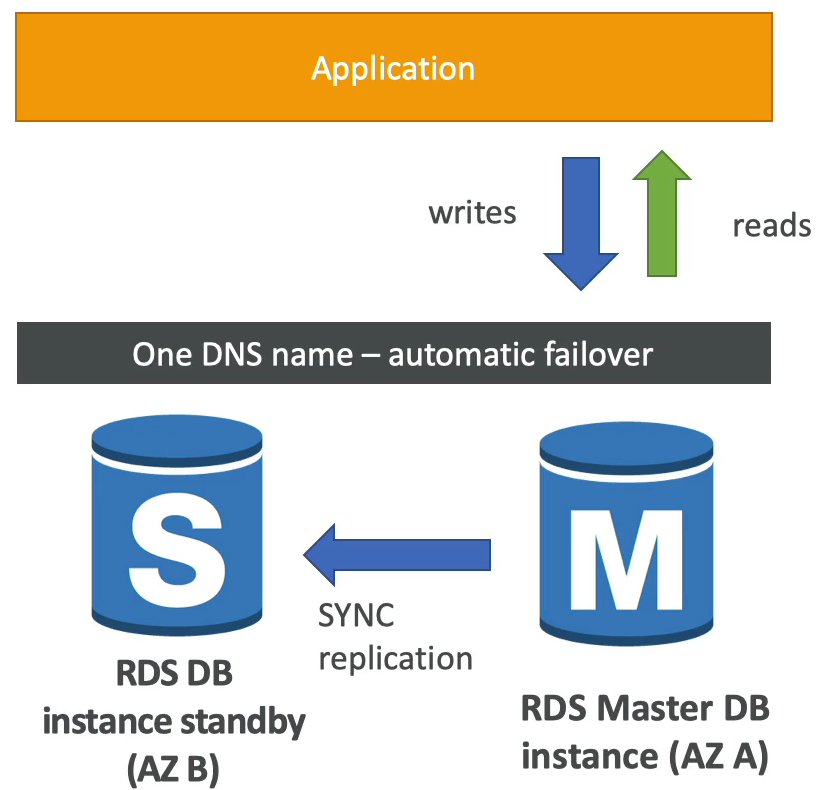 Application
writes
reads
One DNS name – automatic failover
S
M
SYNC
replication
RDS DB
instance standby
(AZ B)
RDS Master DB
instance (AZ A)